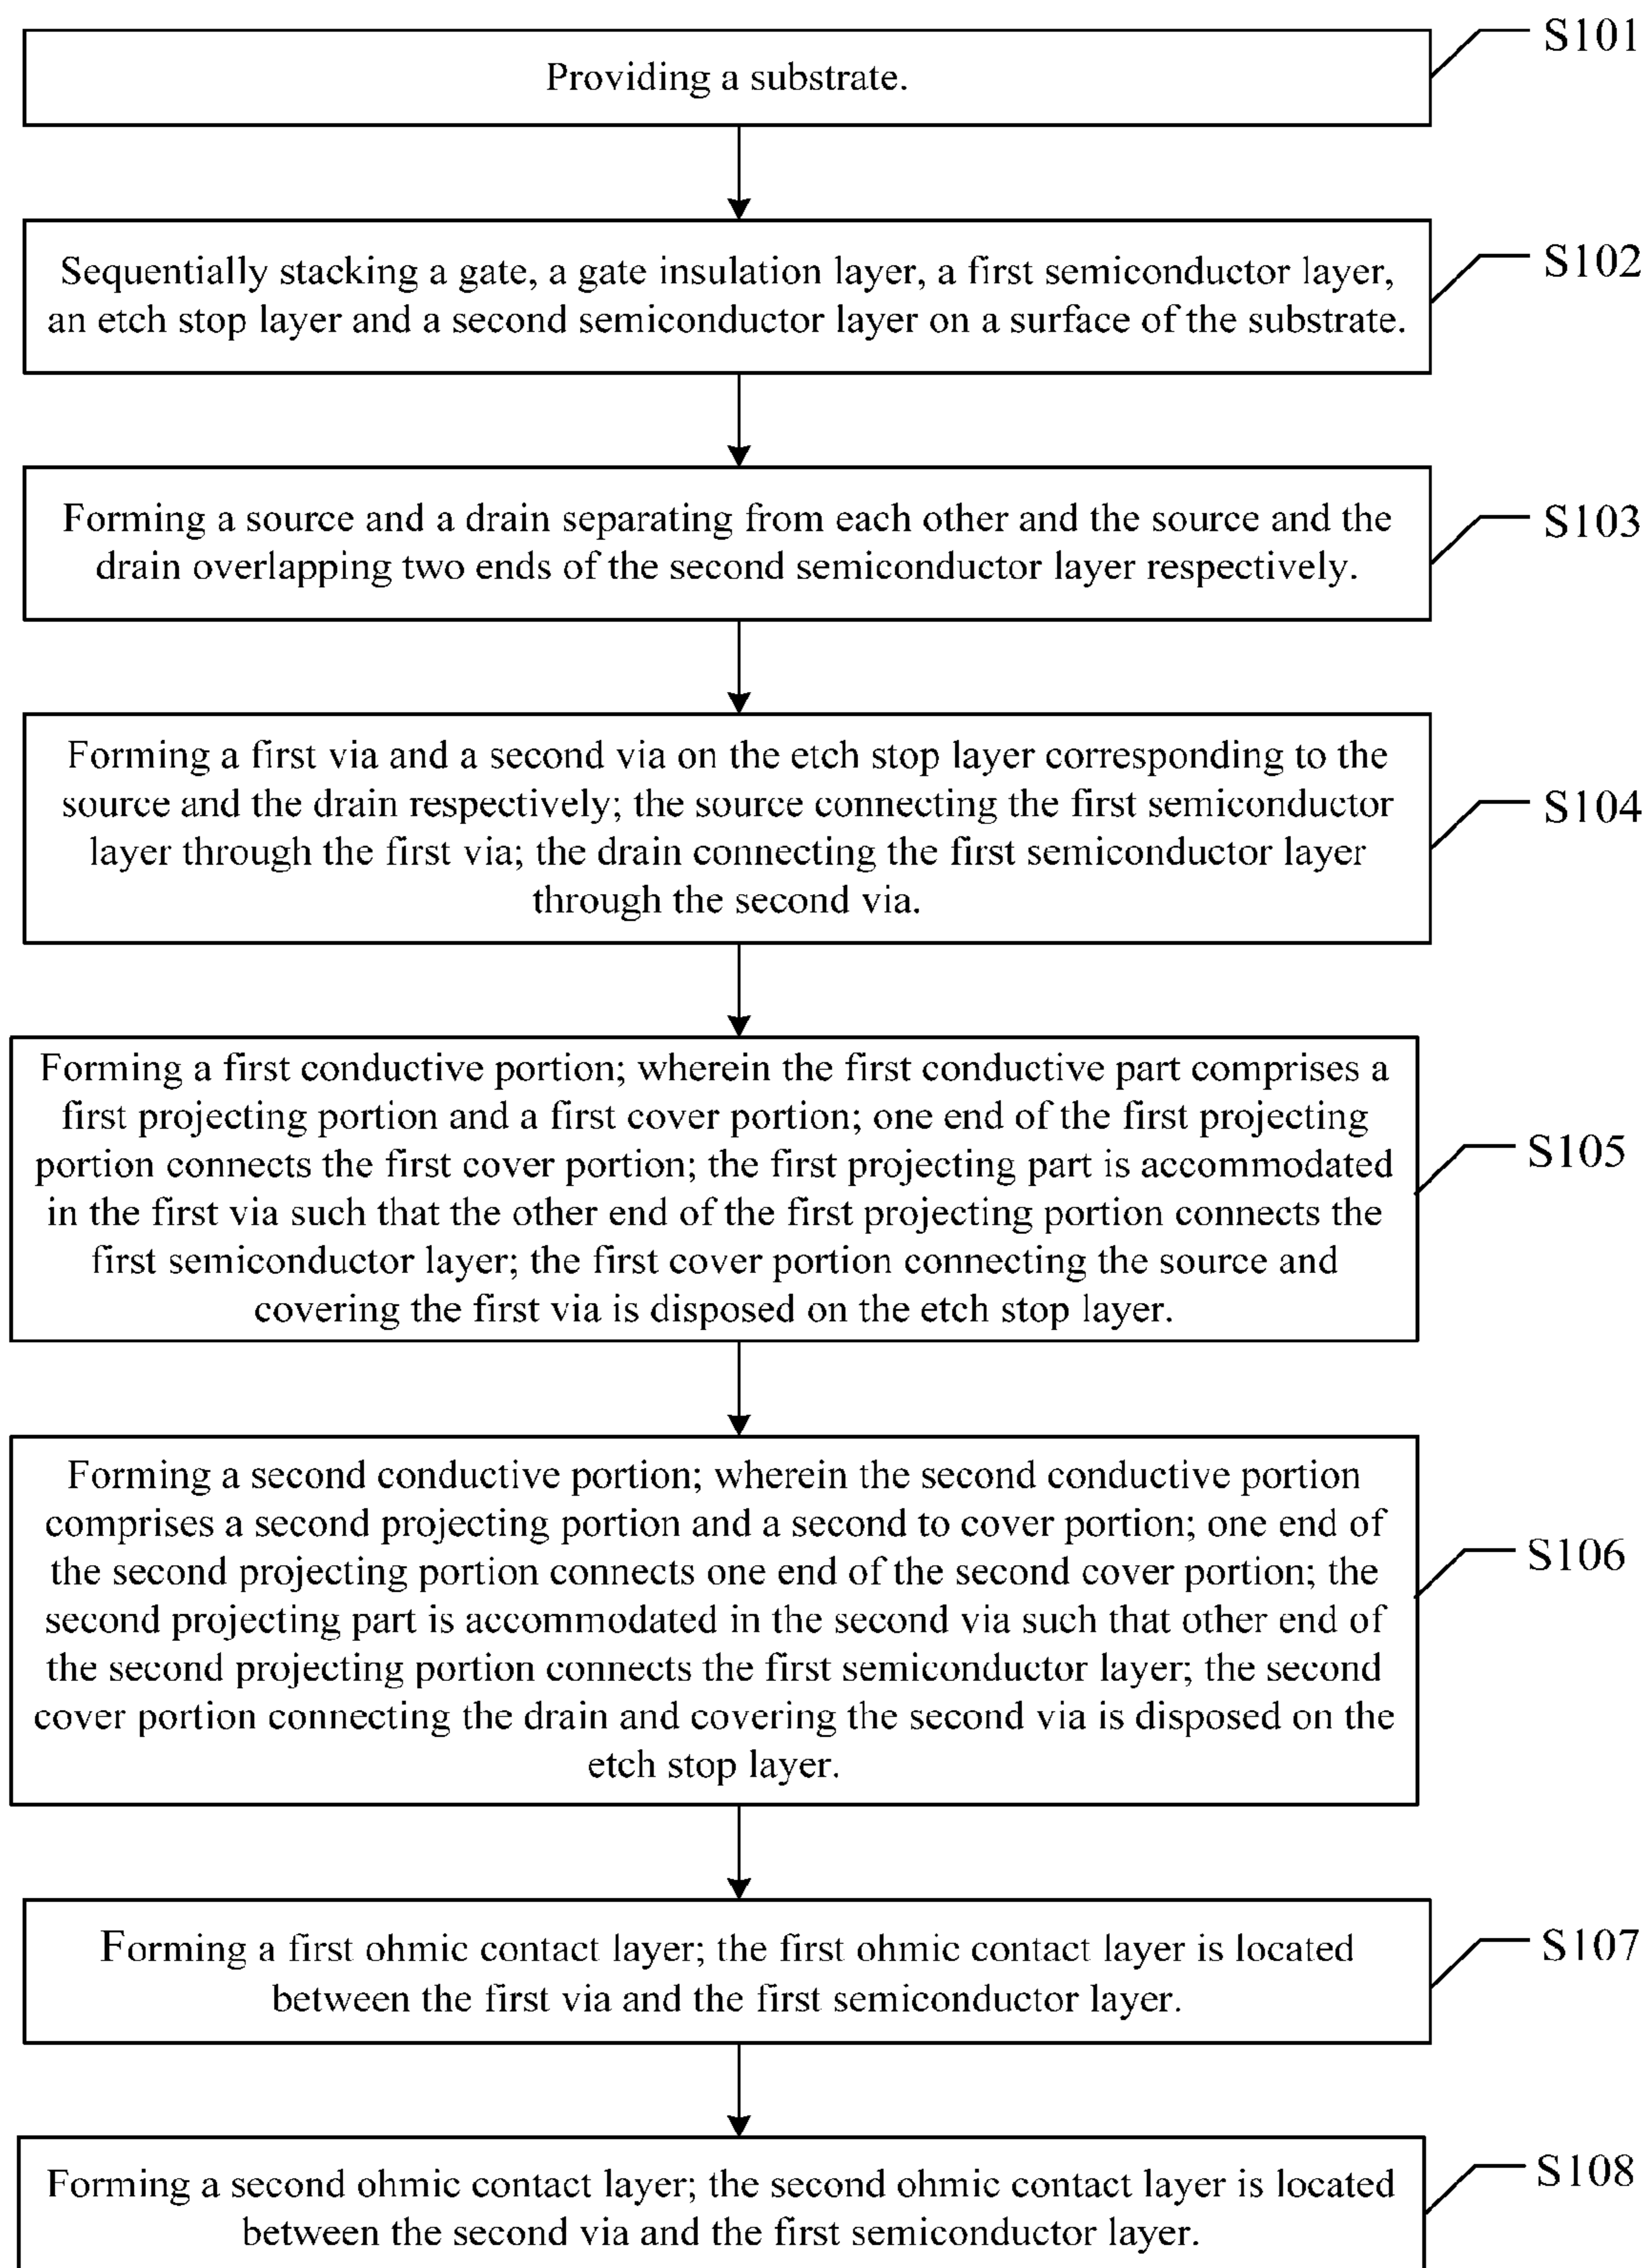 S101
Providing a substrate.
S102
Sequentially stacking a gate, a gate insulation layer, a first semiconductor layer,
an etch stop layer and a second semiconductor layer on a surface of the substrate.
S103
Forming a source and a drain separating from each other and the source and the
drain overlapping two ends of the second semiconductor layer respectively.
S104
Forming a first via and a second via on the etch stop layer corresponding to the
source and the drain respectively; the source connecting the first semiconductor
layer through the first via; the drain connecting the first semiconductor layer
through the second via.
S105
Forming a first conductive portion; wherein the first conductive part comprises a
first projecting portion and a first cover portion; one end of the first projecting
portion connects the first cover portion; the first projecting part is accommodated
in the first via such that the other end of the first projecting portion connects the
first semiconductor layer; the first cover portion connecting the source and
covering the first via is disposed on the etch stop layer.
S106
Forming a second conductive portion; wherein the second conductive portion
comprises a second projecting portion and a second to cover portion; one end of
the second projecting portion connects one end of the second cover portion; the
second projecting part is accommodated in the second via such that other end of
the second projecting portion connects the first semiconductor layer; the second
cover portion connecting the drain and covering the second via is disposed on the
etch stop layer.
S107
Forming a first ohmic contact layer; the first ohmic contact layer is located
between the first via and the first semiconductor layer.
S108
Forming a second ohmic contact layer; the second ohmic contact layer is located
between the second via and the first semiconductor layer.